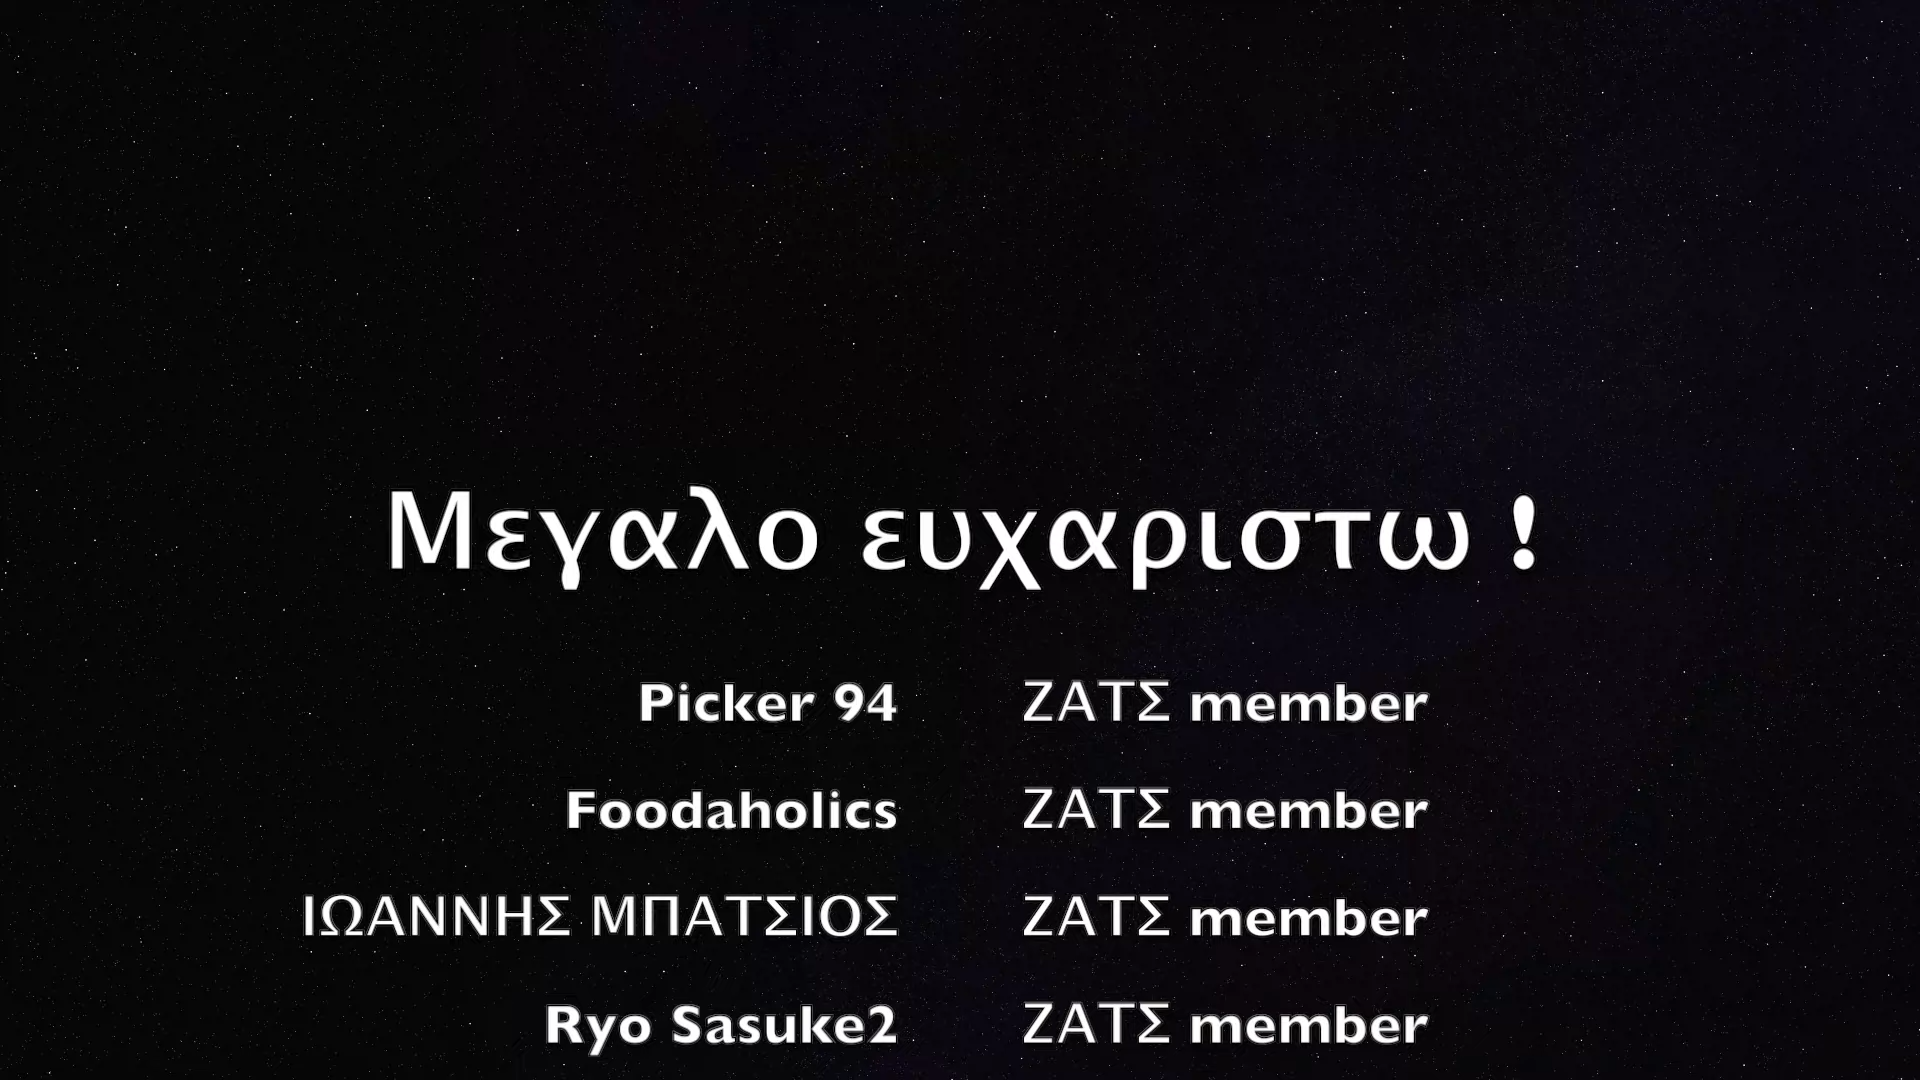 Μεγαλο ευχαριστω !
Picker 94 ΖΑΤΣ member
Foodaholics ΖΑΤΣ member
ΙΩΑΝΝΗΣ ΜΠΑΤΣΙΟΣ ΖΑΤΣ member
Ryo Sasuke2 ΖΑΤΣ member